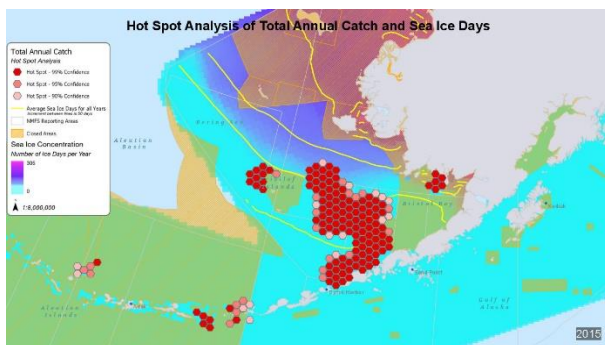 Hot Spot Analysis of Total Annual Catch and Sea Ice Days
Total Annual Catch
Hot Spot Analysis
Hot Spot - 99% Confidence
Hot Spot - 95% Confidence
Hot Spot - 90% Confidence
Average Sea Ice Days for all Years
NMFS Reporting Areas
Closed Areas
Sea Ice Concentration
Number of Ice Days per Year
0
1:8,000,000
Aleutian
Basin
Bering Sea
Islands
Bristol Bay
Kodiak
Sand Point
Gulf of
Alaska
Aleutian
Islands
2015